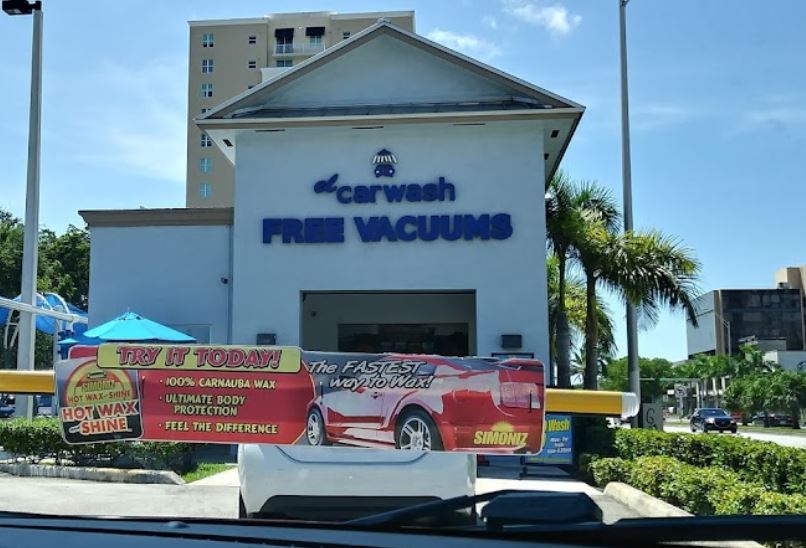 el carwash
FREE VACUUMS
TRY IT TODAY!
SIMONIZ
HOT WAX-SHINE
HOT WAX
SHINE
• 100% CARNAUBA WAX
• ULTIMATE BODY
PROTECTION
• FEEL THE DIFFERENCE
The FASTEST
way to Wax!
SIMONIZ
Wash